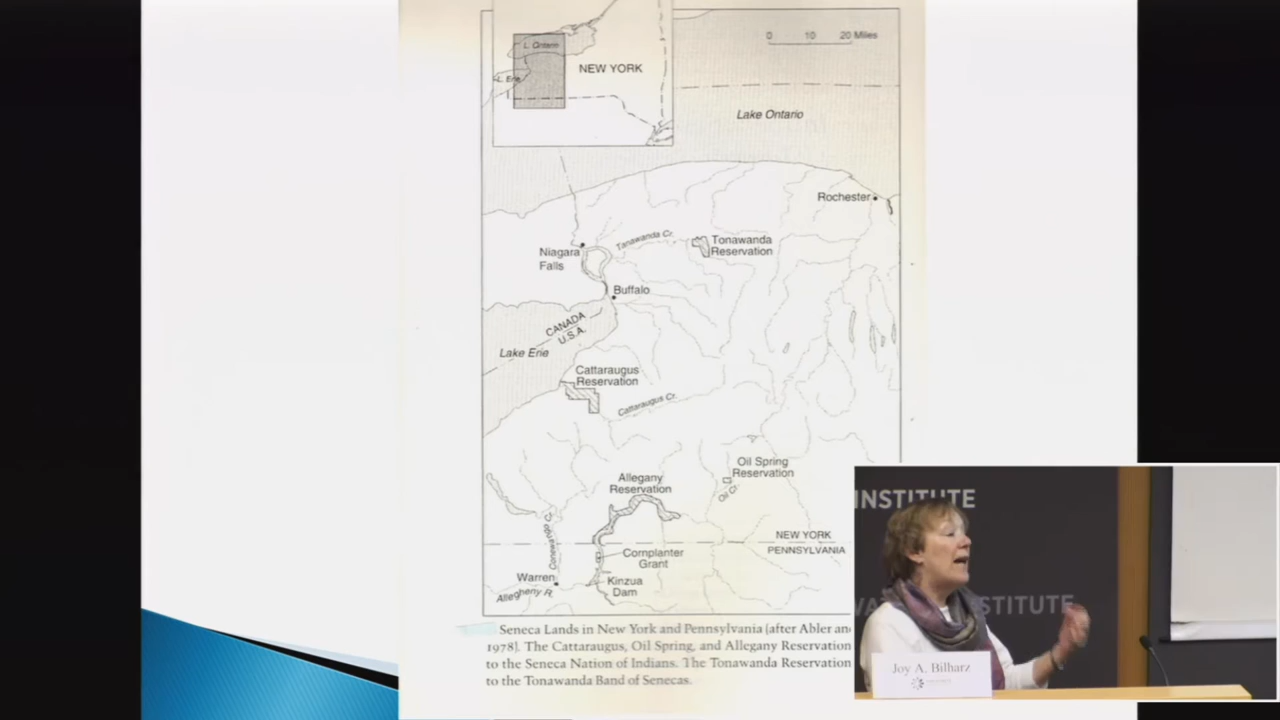 L. Ontario
L. Erie
NEW YORK
0 10 20 Miles
Lake Ontario
Rochester
Tonawanda Cr.
Tonawanda
Reservation
Niagara
Falls
Buffalo
CANADA
U.S.A.
Lake Erie
Cattaraugus
Reservation
Cattaraugus Cr.
Oil Spring
Reservation
Oil Cr.
Allegany
Reservation
Conewango Cr.
NEW YORK
PENNSYLVANIA
Cornplanter
Grant
Warren
Kinzua
Dam
Allegheny R.
Seneca Lands in New York and Pennsylvania (after Abler an
1978). The Cattaraugus, Oil Spring, and Allegany Reservation
to the Seneca Nation of Indians. The Tonawanda Reservation
to the Tonawanda Band of Senecas.
INSTITUTE
WA STITUTE
Joy A. Bilharz